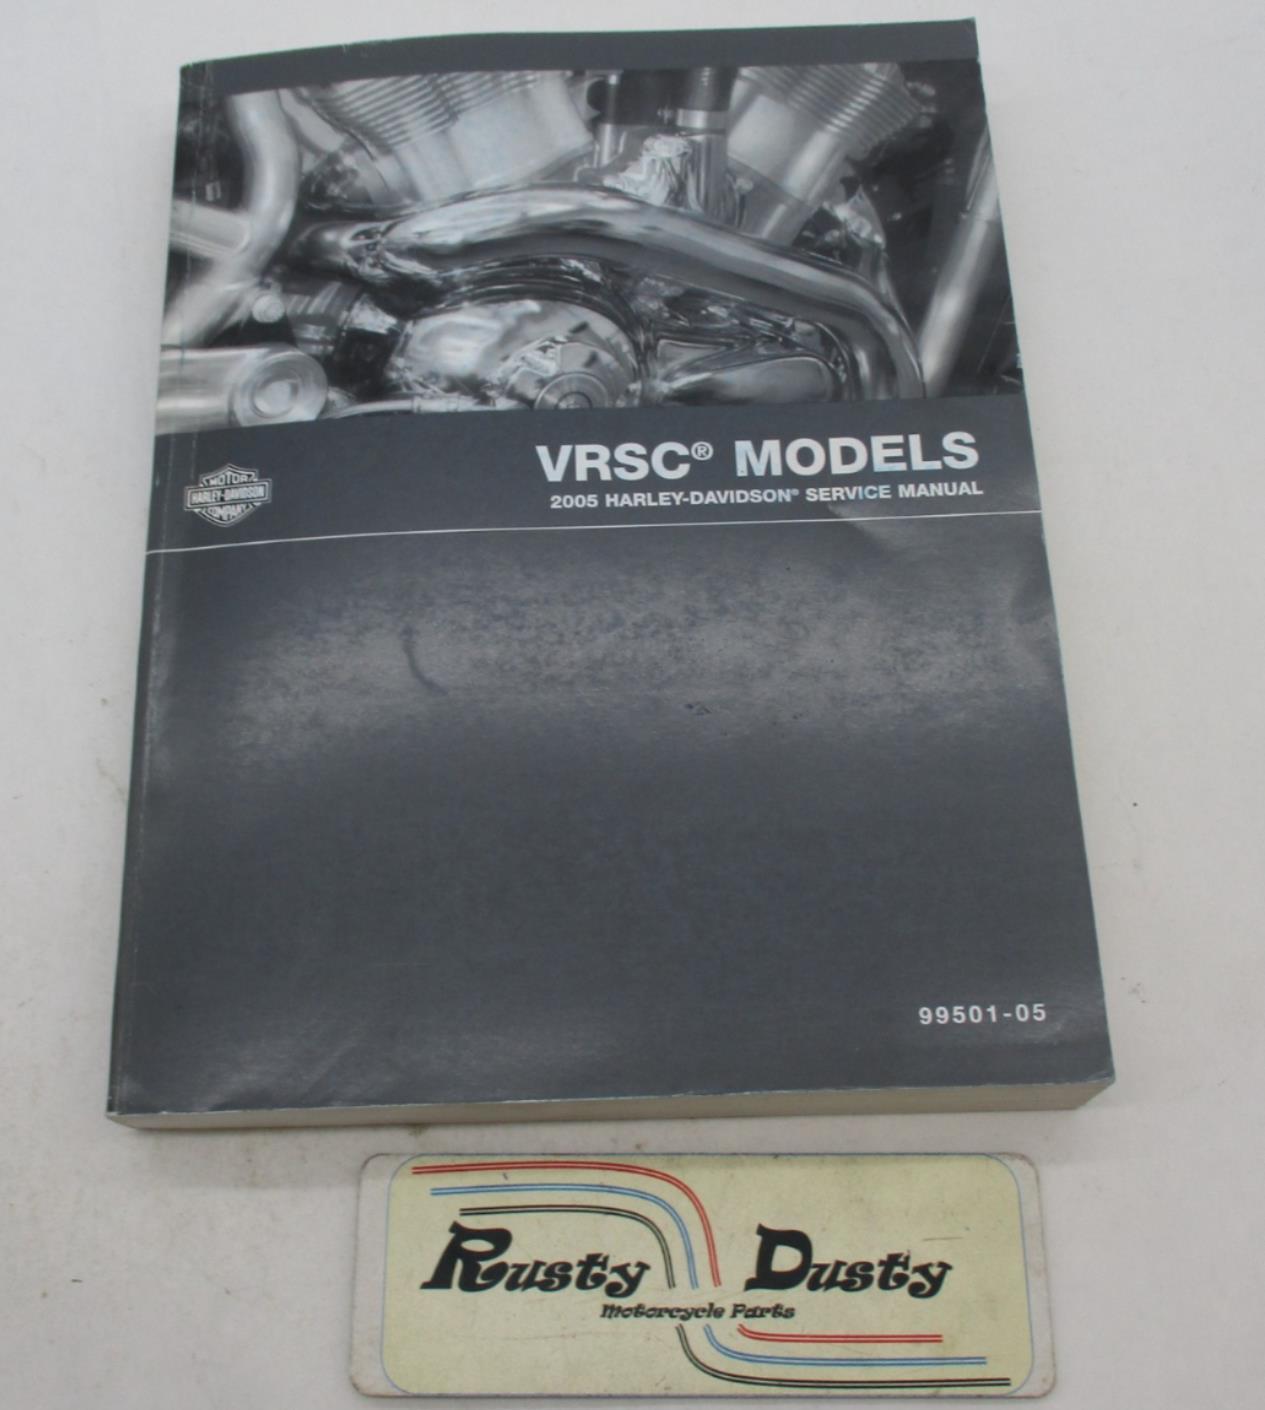 VRSC® MODELS
2005 HARLEY-DAVIDSON® SERVICE MANUAL
MOTOR
HARLEY-DAVIDSON
COMPANY
99501-05
Rusty Dusty
Motorcycle Parts